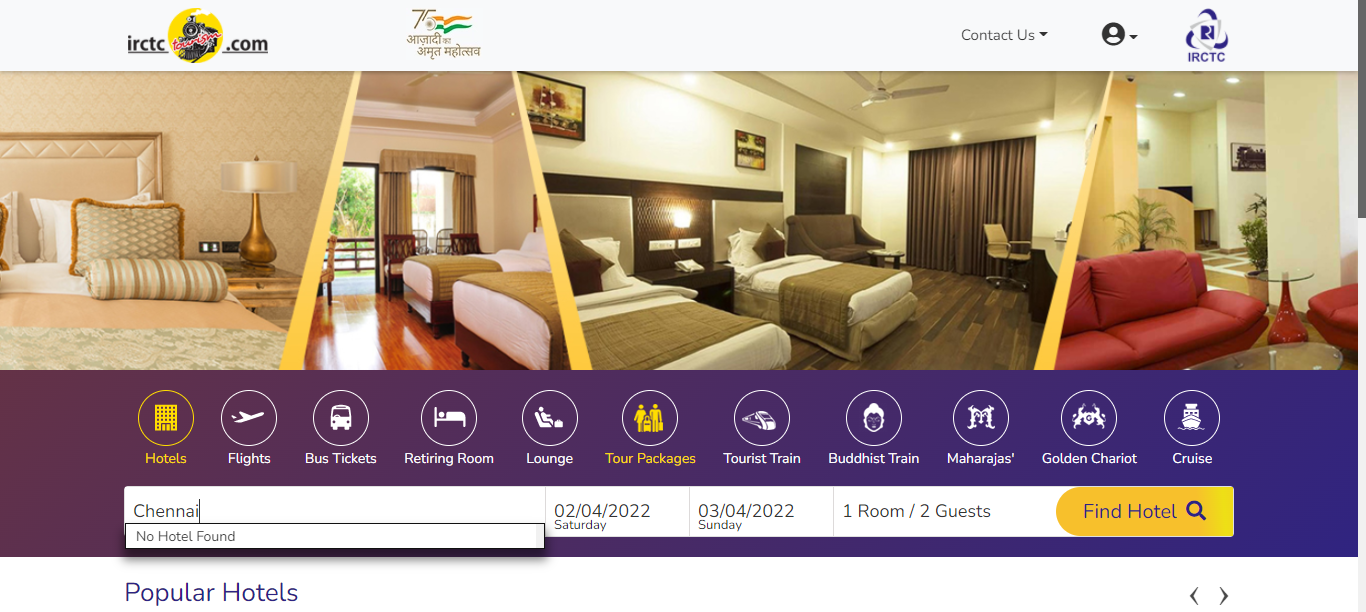 irctc tourism .com
75
आज़ादी का
अमृत महोत्सव
Contact Us
IRCTC
Hotels
Flights
Bus Tickets
Retiring Room
Lounge
Tour Packages
Tourist Train
Buddhist Train
Maharajas'
Golden Chariot
Cruise
Chennai
02/04/2022
Saturday
03/04/2022
Sunday
1 Room / 2 Guests
Find Hotel
No Hotel Found
Popular Hotels